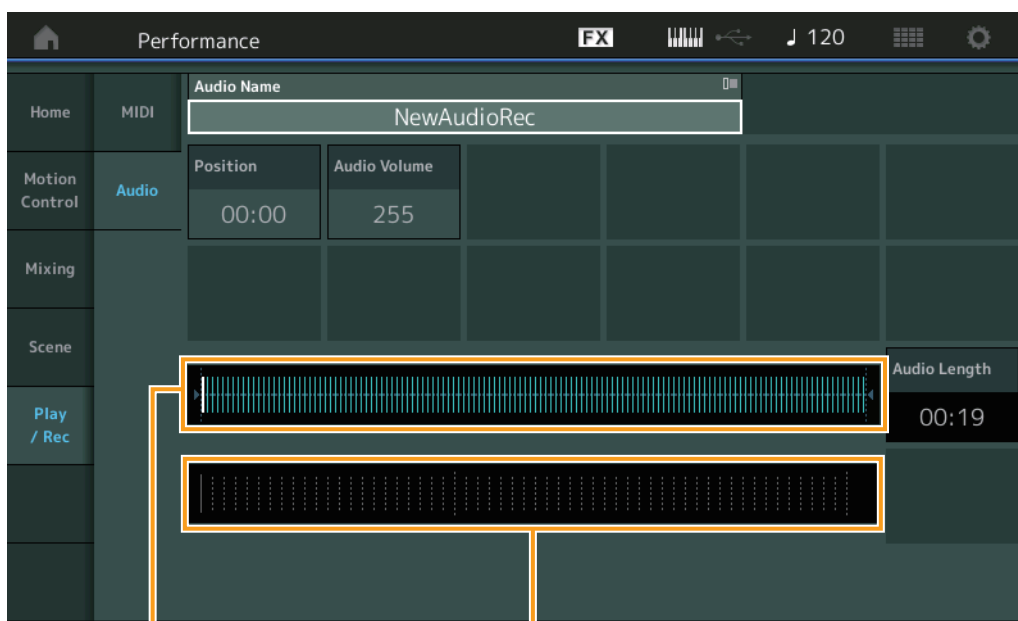 Performance
FX
120
Home
MIDI
Audio Name
NewAudioRec
Motion
Control
Audio
Position
Audio Volume
00:00
255
Mixing
Scene
Audio Length
Play
/ Rec
00:19